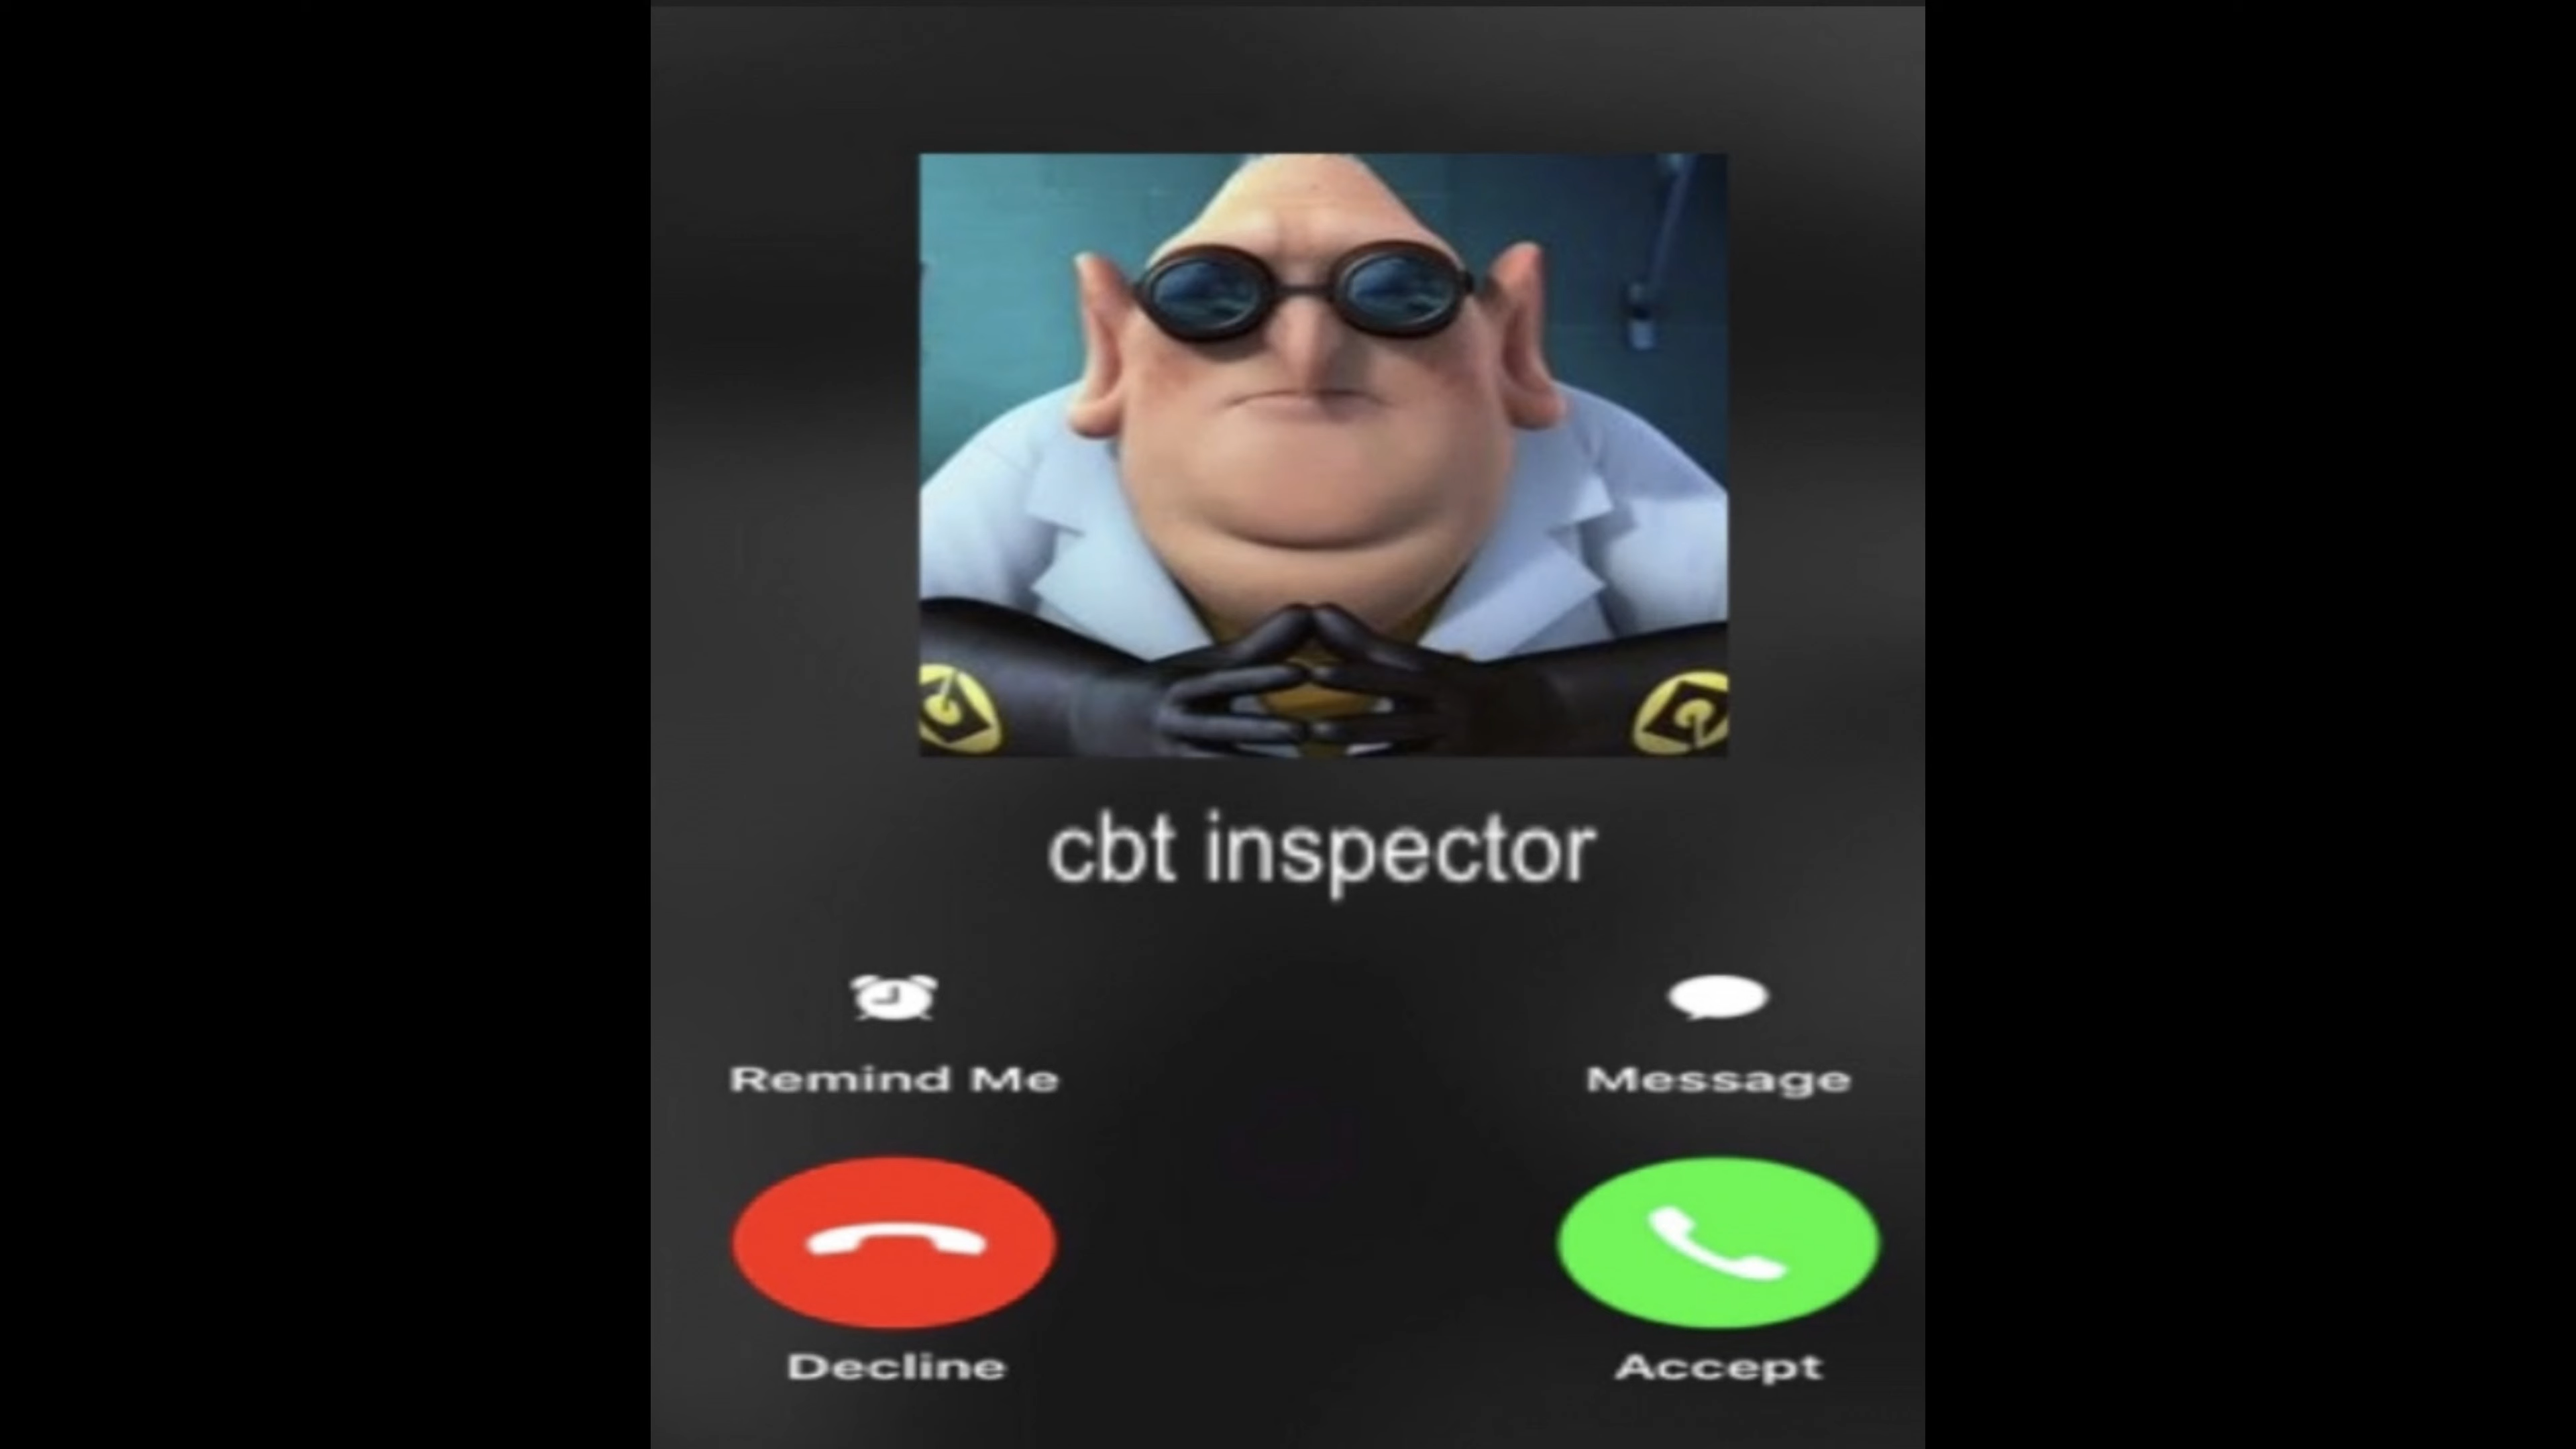 cbt inspector
Remind Me
Message
Decline
Accept